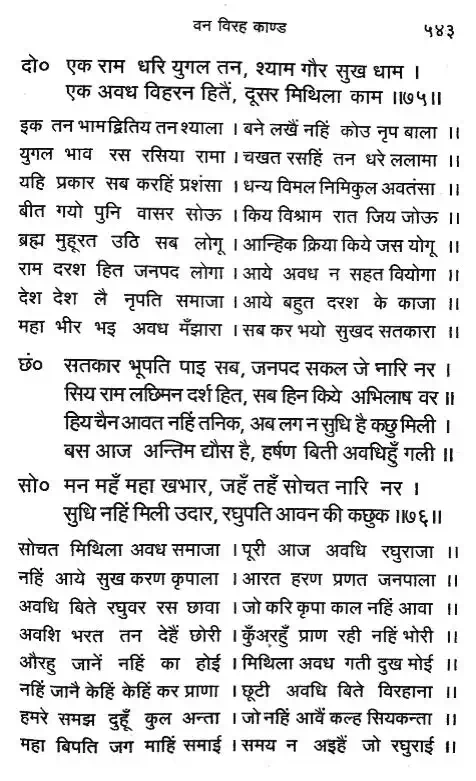 वन विरह काण्ड ५४३
दो० एक राम धरि युगल तन, श्याम गौर सुख धाम ।
एक अवध विहरन हितैं, दूसर मिथिला काम ॥७५॥
इक तन भामद्वितिय तन श्याला । बने लखैं नहिं कोउ नृप बाला ॥
युगल भाव रस रसिया रामा । चखत रसहिं तन धरे ललामा ॥
यहि प्रकार सब करहिं प्रशंसा । धन्य विमल निमिकुल अवतंसा ॥
बीत गयो पुनि वासर सोऊ । किय विश्राम रात जिय जोऊ ॥
ब्रह्म मुहूरत उठि सब लोगू । आन्हिक क्रिया किये जस योगू ॥
राम दरश हित जनपद लोगा । आये अवध न सहत वियोगा ॥
देश देश लै नृपति समाजा । आये बहुत दरश के काजा ॥
महा भीर भइ अवध मँझारा । सब कर भयो सुखद सतकारा ॥
छं० सतकार भूपति पाइ सब, जनपद सकल जे नारि नर ।
सिय राम लछिमन दर्श हित, सब हिन किये अभिलाष वर ॥
हिय चैन आवत नहिं तनिक, अब लग न सुधि है कछु मिली ।
बस आज अन्तिम द्यौस है, हर्षण बिती अवधिहुँ गली ॥
सो० मन महँ महा खभार, जहँ तहँ सोचत नारि नर ।
सुधि नहिं मिली उदार, रघुपति आवन की कछुक ॥७६॥
सोचत मिथिला अवध समाजा । पूरी आज अवधि रघुराजा ॥
नहिं आये सुख करण कृपाला । आरत हरण प्रणत जनपाला ॥
अवधि बिते रघुवर रस छावा । जो करि कृपा काल नहिं आवा ॥
अवशि भरत तन देहैं छोरी । कुँअरहुँ प्राण रही नहिं भोरी ॥
औरहु जानें नहिं का होई । मिथिला अवध गती दुख मोई ॥
नहिं जानै केहिं केहिं कर प्राणा । छूटी अवधि बिते विरहाना ॥
हमरे समझ दुहूँ कुल अन्ता । जो नहिं आवैं कल्ह सियकन्ता ॥
महा बिपति जग माहिं समाई । समय न अइहैं जो रघुराई ॥